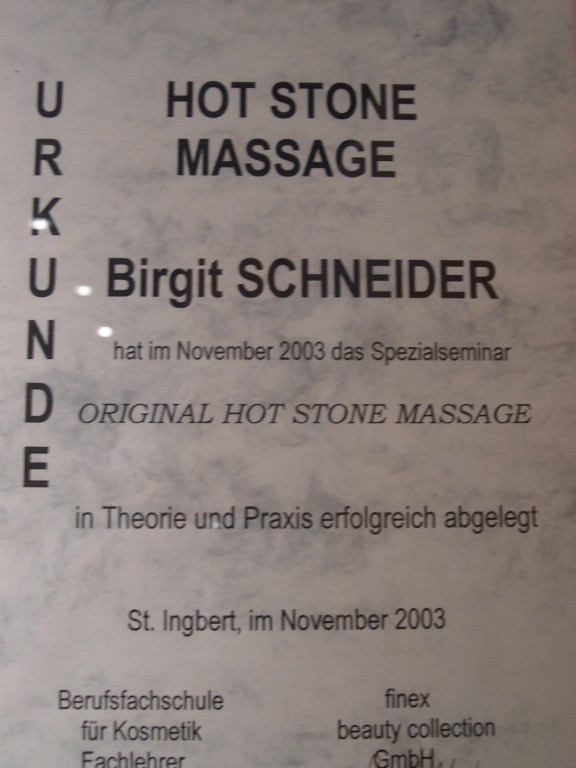 URKUNDE
HOT STONE
MASSAGE
Birgit SCHNEIDER
hat im November 2003 das Spezialseminar
ORIGINAL HOT STONE MASSAGE
in Theorie und Praxis erfolgreich abgelegt
St. Ingbert, im November 2003
Berufsfachschule
für Kosmetik
Fachlehrer
finex
beauty collection
GmbH